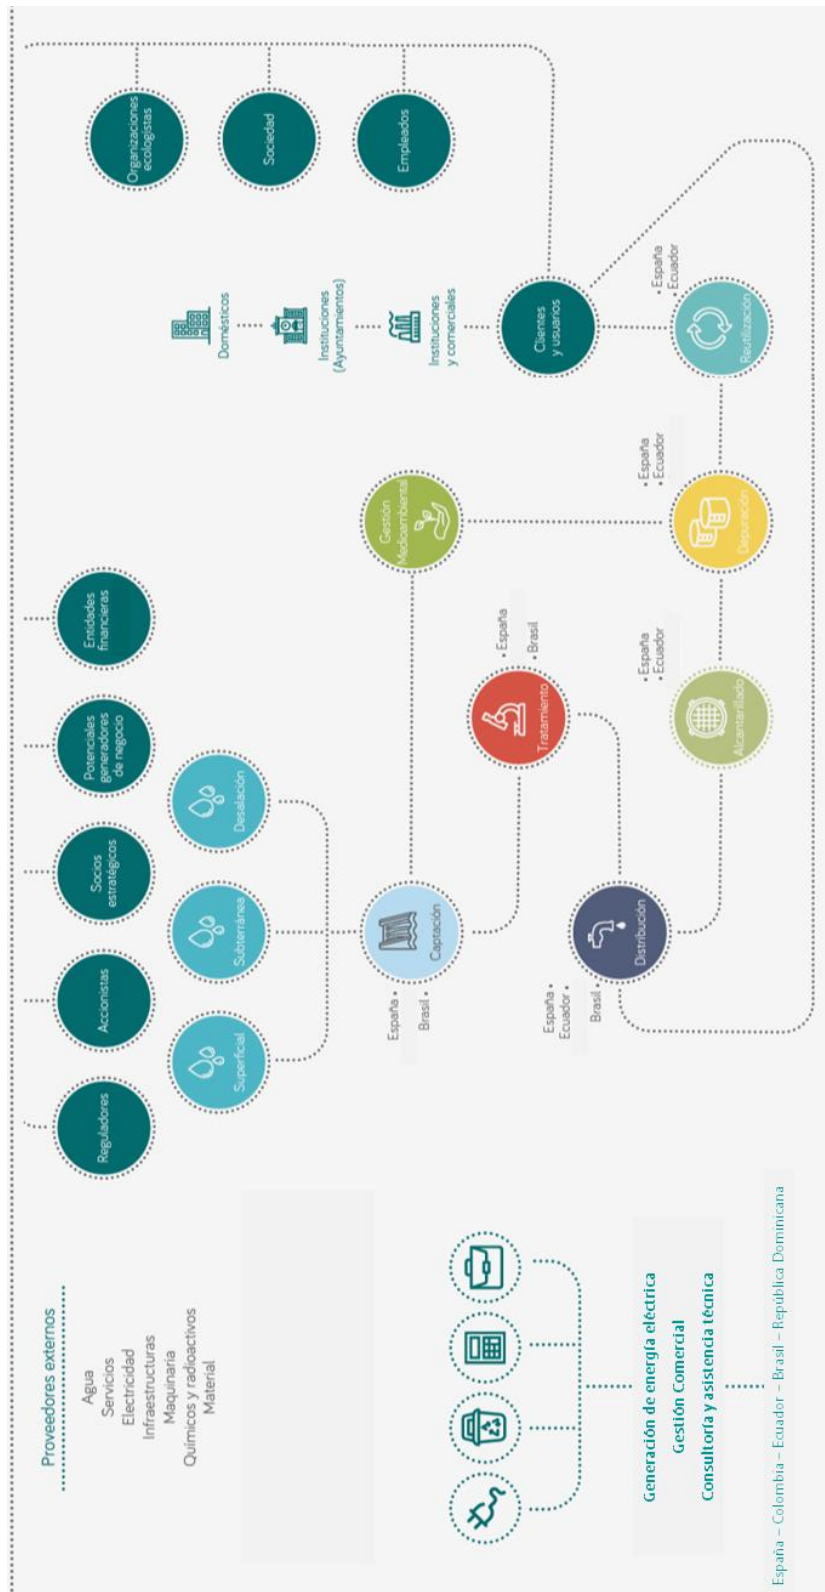 Proveedores externos
Agua
Servicios
Electricidad
Infraestructuras
Maquinaria
Químicos y radioactivos
Material
Reguladores
Accionistas
Socios
estratégicos
Potenciales
generadores
de negocio
Entidades
financieras
Organizaciones
ecologistas
Sociedad
Empleados
Superficial
Subterránea
Desalación
Domésticos
Instituciones
(Ayuntamientos)
Instituciones
y comerciales
Clientes
y usuarios
España •
Brasil •
Captación
Gestión
Medioambiental
Tratamiento
• España
• Brasil
España •
Ecuador •
Brasil •
Distribución
• España
• Ecuador
Alcantarillado
• España
• Ecuador
Depuración
• España
• Ecuador
Reutilización
Generación de energía eléctrica
Gestión Comercial
Consultoría y asistencia técnica
España – Colombia – Ecuador – Brasil – República Dominicana